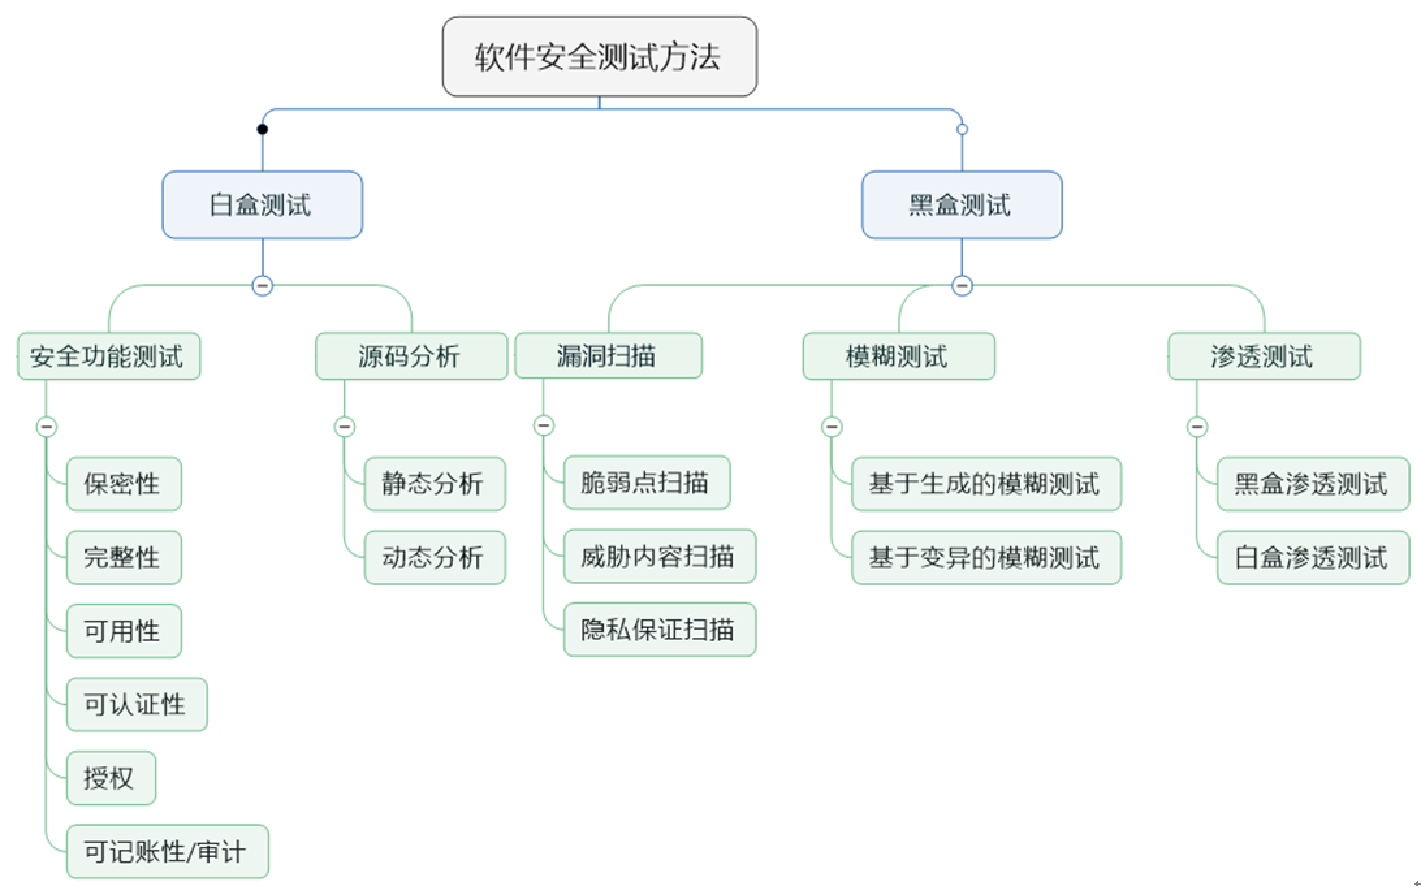 软件安全测试方法
白盒测试
黑盒测试
安全功能测试
源码分析
漏洞扫描
模糊测试
渗透测试
保密性
静态分析
脆弱点扫描
基于生成的模糊测试
黑盒渗透测试
完整性
动态分析
威胁内容扫描
基于变异的模糊测试
白盒渗透测试
可用性
隐私保证扫描
可认证性
授权
可记账性/审计